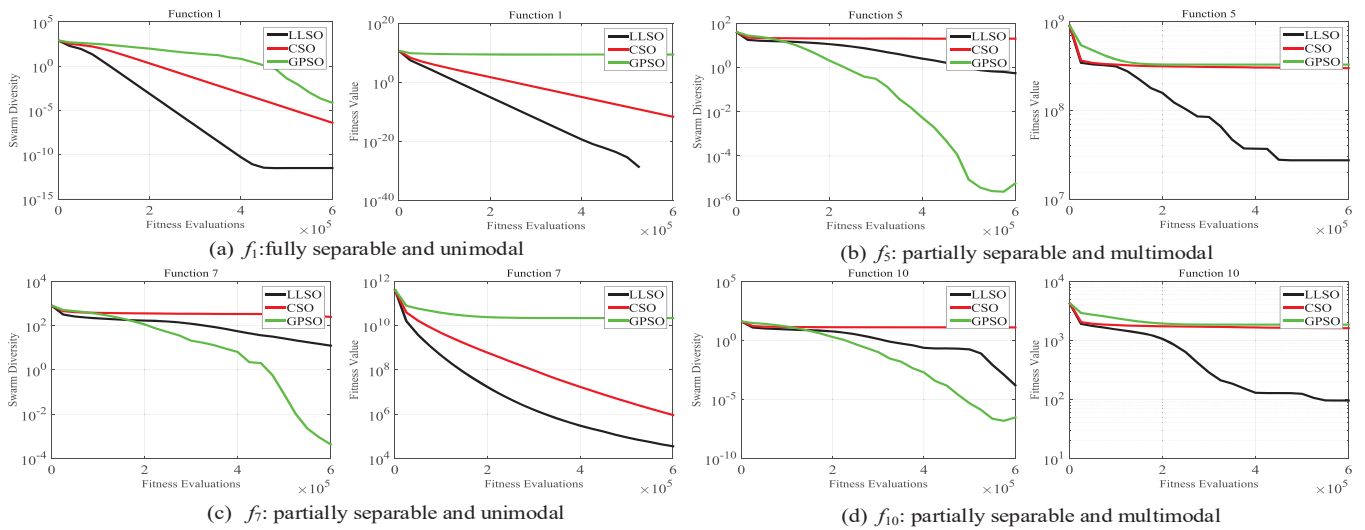 Function 1
10^5
10^0
10^-5
10^-10
10^-15
Swarm Diversity
0 2 4 6
Fitness Evaluations
×10^5
LLSO
CSO
GPSO
Function 1
10^20
10^0
10^-20
10^-40
Fitness Value
0 2 4 6
Fitness Evaluations
×10^5
LLSO
CSO
GPSO
(a) f1:fully separable and unimodal
Function 5
10^2
10^0
10^-2
10^-4
10^-6
Swarm Diversity
0 2 4 6
Fitness Evaluations
×10^5
LLSO
CSO
GPSO
Function 5
10^9
10^8
10^7
Fitness Value
0 2 4 6
Fitness Evaluations
×10^5
LLSO
CSO
GPSO
(b) f5: partially separable and multimodal
Function 7
10^4
10^2
10^0
10^-2
10^-4
Swarm Diversity
0 2 4 6
Fitness Evaluations
×10^5
LLSO
CSO
GPSO
Function 7
10^12
10^10
10^8
10^6
10^4
Fitness Value
0 2 4 6
Fitness Evaluations
×10^5
LLSO
CSO
GPSO
(c) f7: partially separable and unimodal
Function 10
10^5
10^0
10^-5
10^-10
Swarm Diversity
0 2 4 6
Fitness Evaluations
×10^5
LLSO
CSO
GPSO
Function 10
10^4
10^3
10^2
10^1
Fitness Value
0 2 4 6
Fitness Evaluations
×10^5
LLSO
CSO
GPSO
(d) f10: partially separable and multimodal